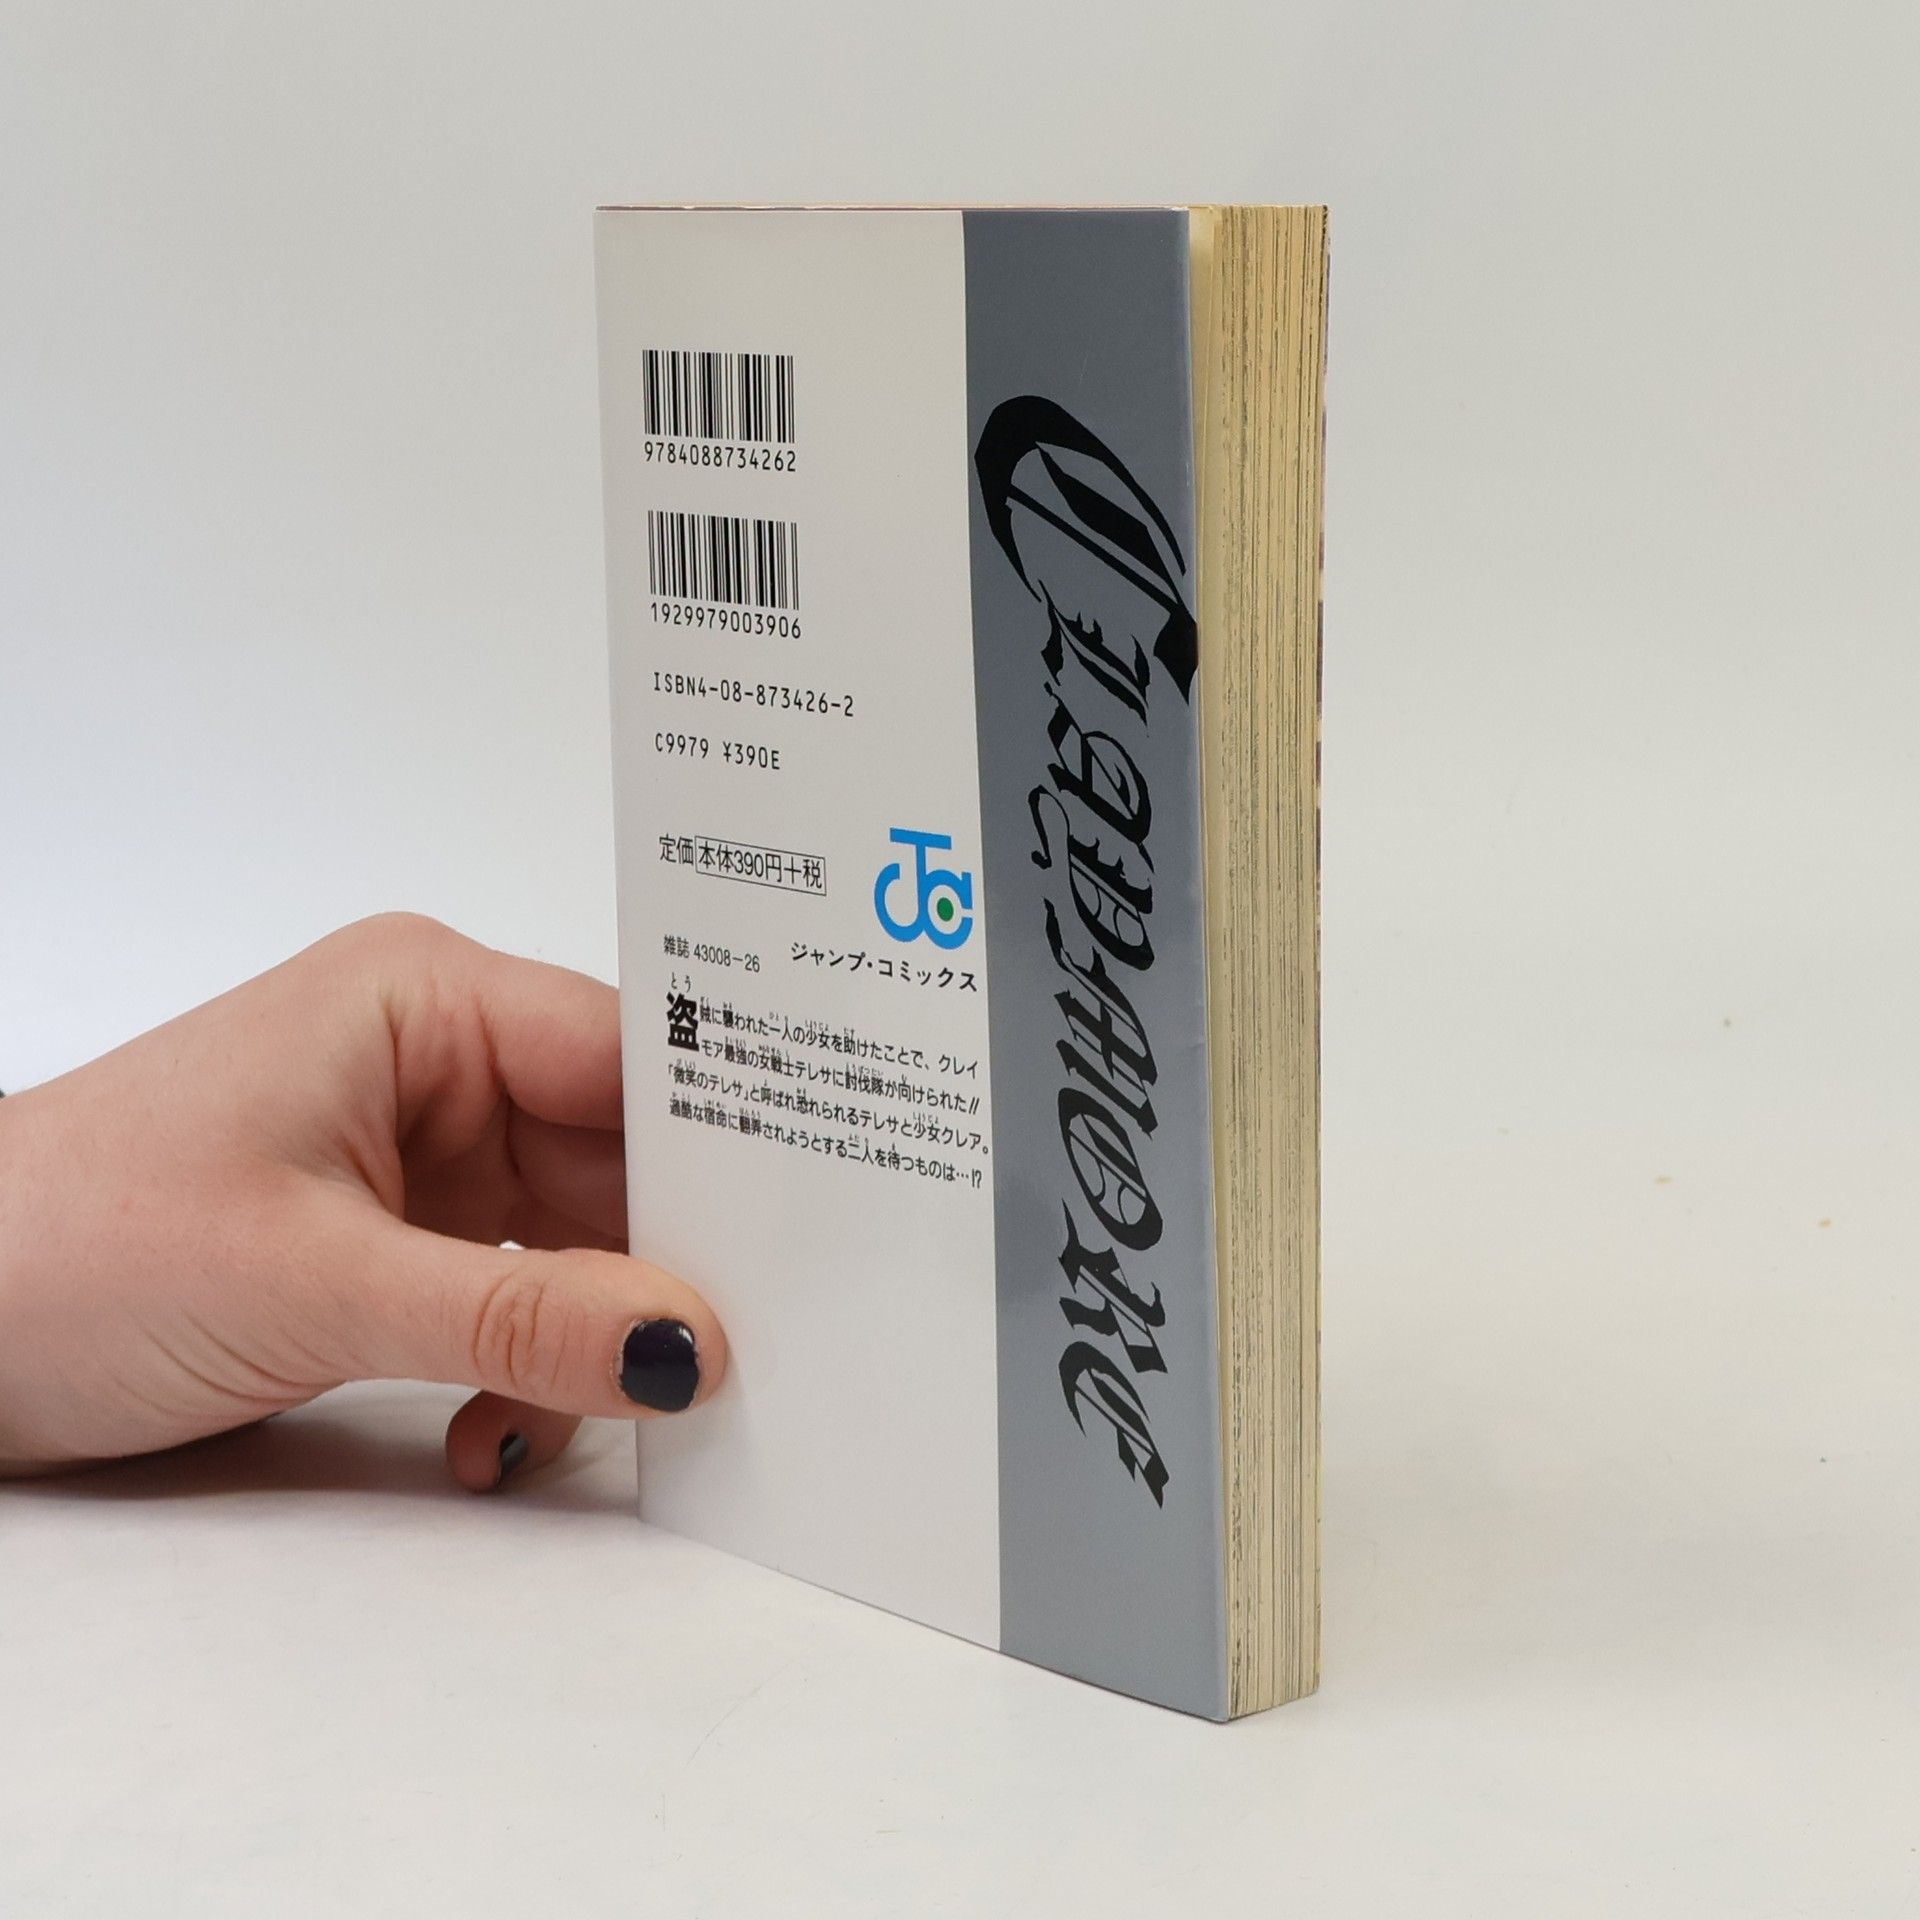 9784088734262
1929979003906
ISBN4-08-873426-2
C9979 ¥390E
定価 本体390円+税
JC
雑誌 43008-26
ジャンプ・コミックス
盗賊に襲われた一人の少女を助けたことで、クレイ
モア最強の女戦士テレサに討伐隊が向けられた!!
「微笑のテレサ」と呼ばれ恐れられるテレサと少女クレア。
過酷な宿命に翻弄されようとする二人を待つものは…!?
CLAYMORE